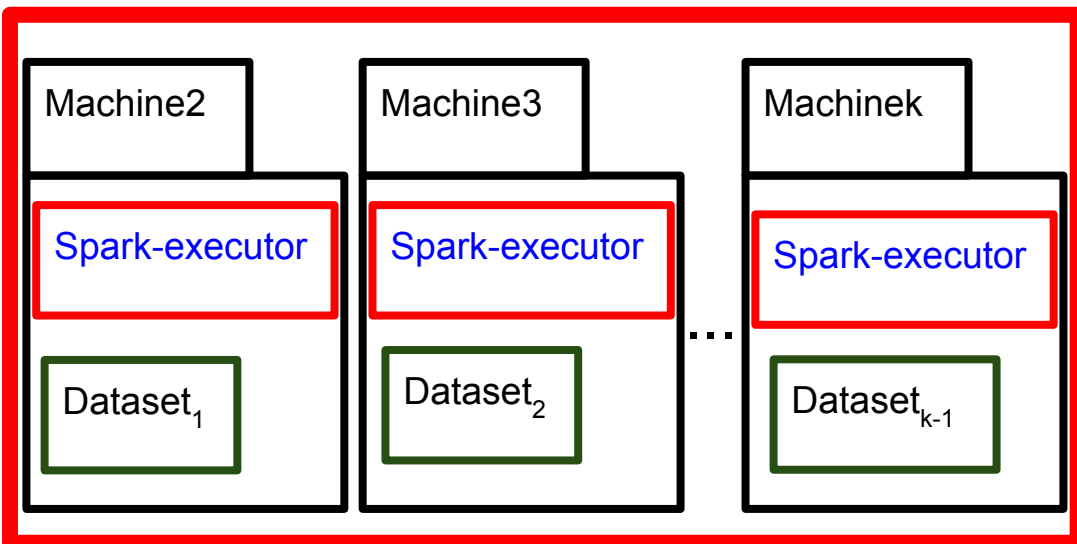 Machine2
Machine3
Machinek
Spark-executor
Spark-executor
Spark-executor
...
Dataset₁
Dataset₂
Datasetₖ₋₁